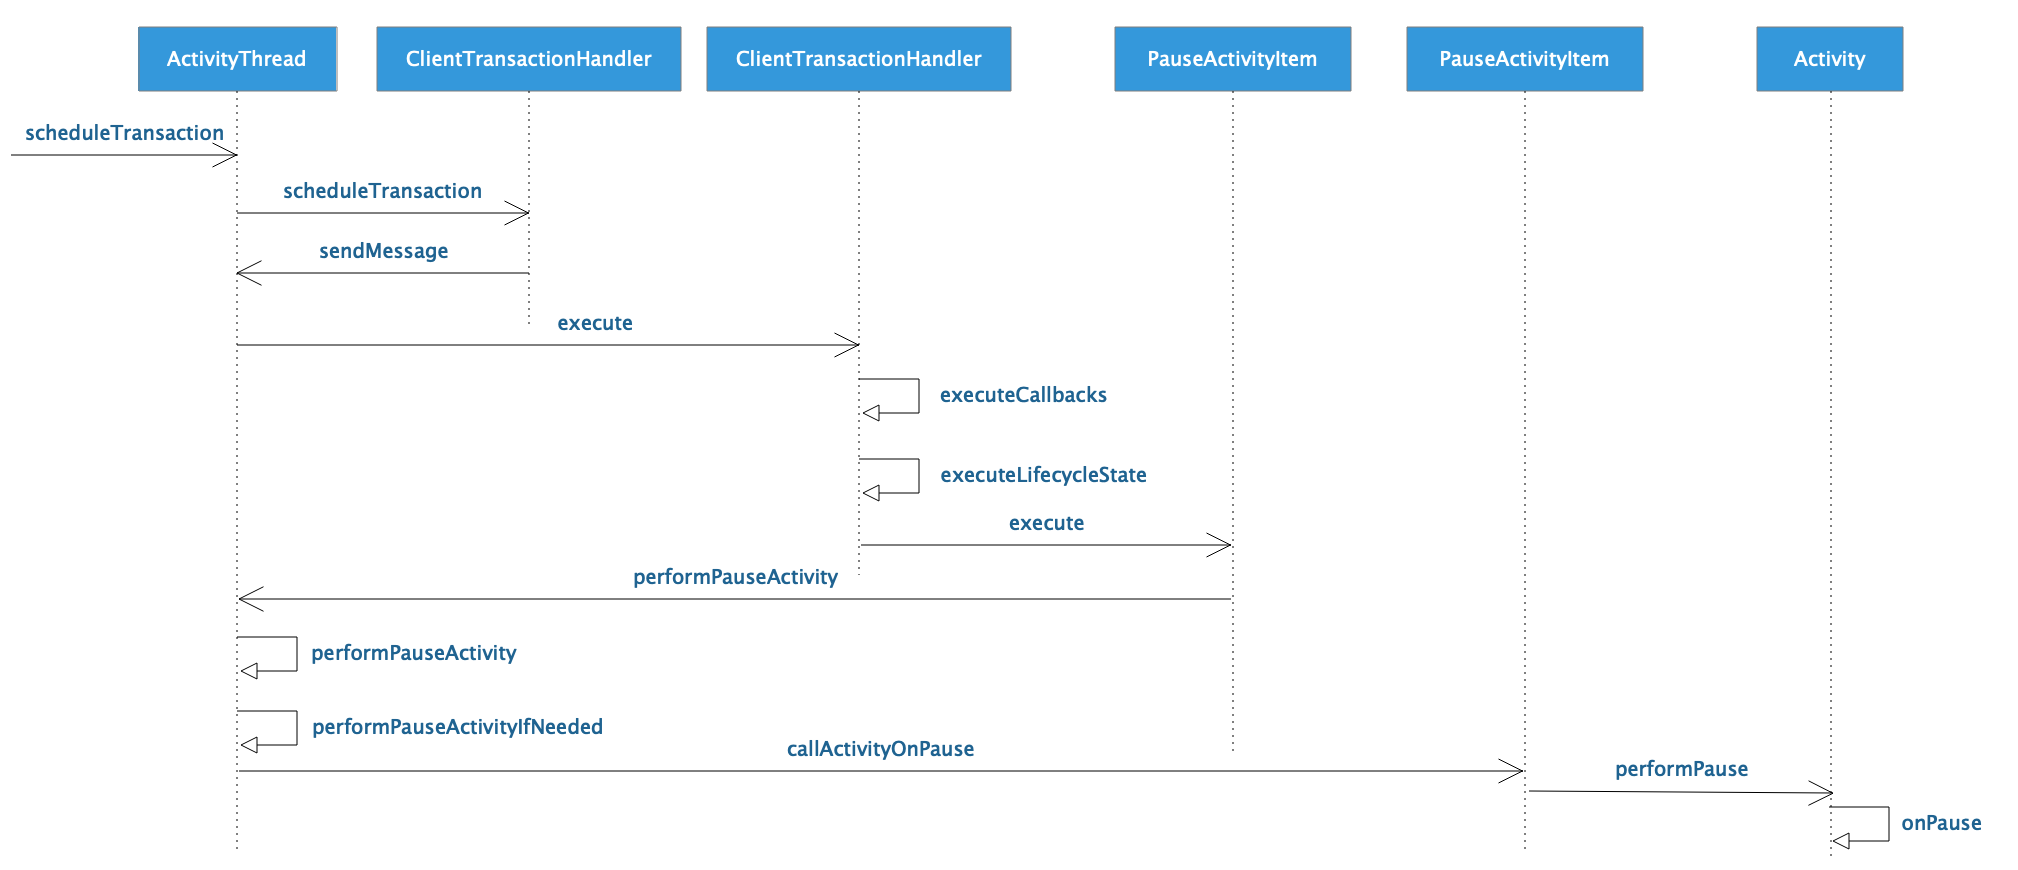 ActivityThread
ClientTransactionHandler
ClientTransactionHandler
PauseActivityItem
PauseActivityItem
Activity
scheduleTransaction
scheduleTransaction
sendMessage
execute
executeCallbacks
executeLifecycleState
execute
performPauseActivity
performPauseActivity
performPauseActivityIfNeeded
callActivityOnPause
performPause
onPause